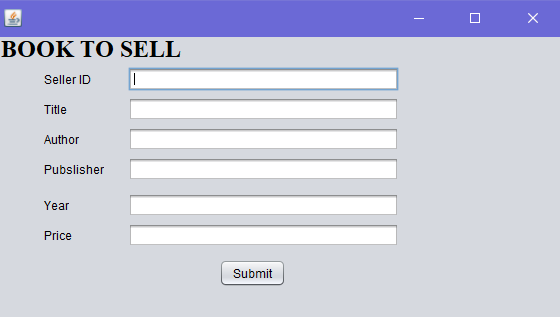 BOOK TO SELL
Seller ID
Title
Author
Pubslisher
Year
Price
Submit